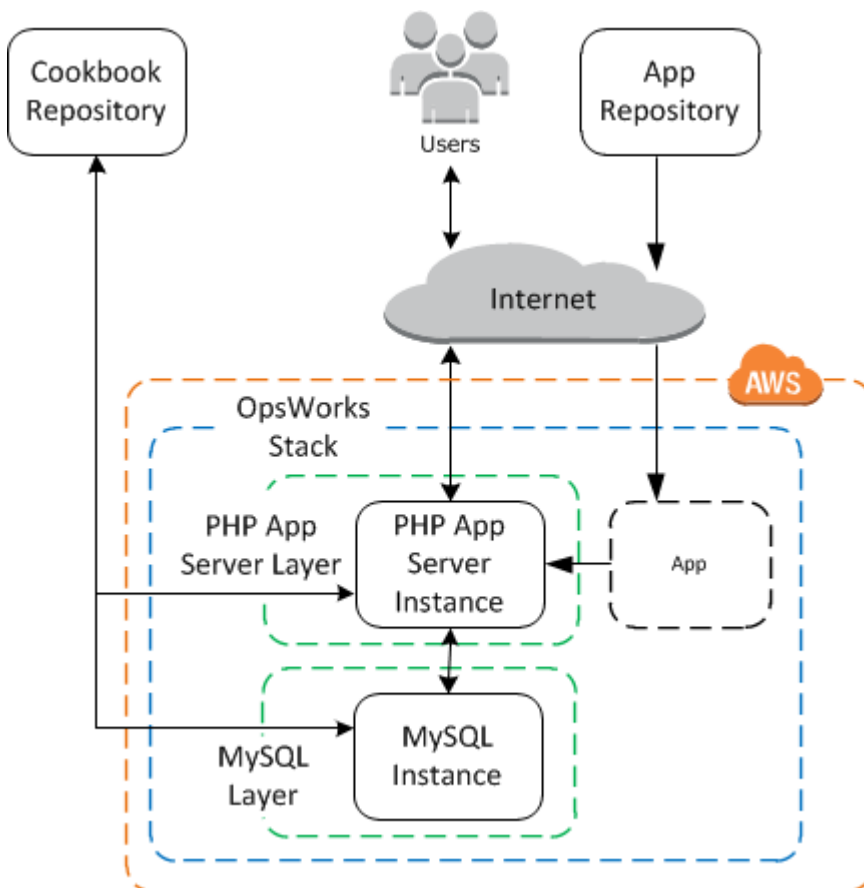 Cookbook
Repository
Users
App
Repository
Internet
AWS
OpsWorks
Stack
PHP App
Server Layer
PHP App
Server
Instance
App
MySQL
Layer
MySQL
Instance